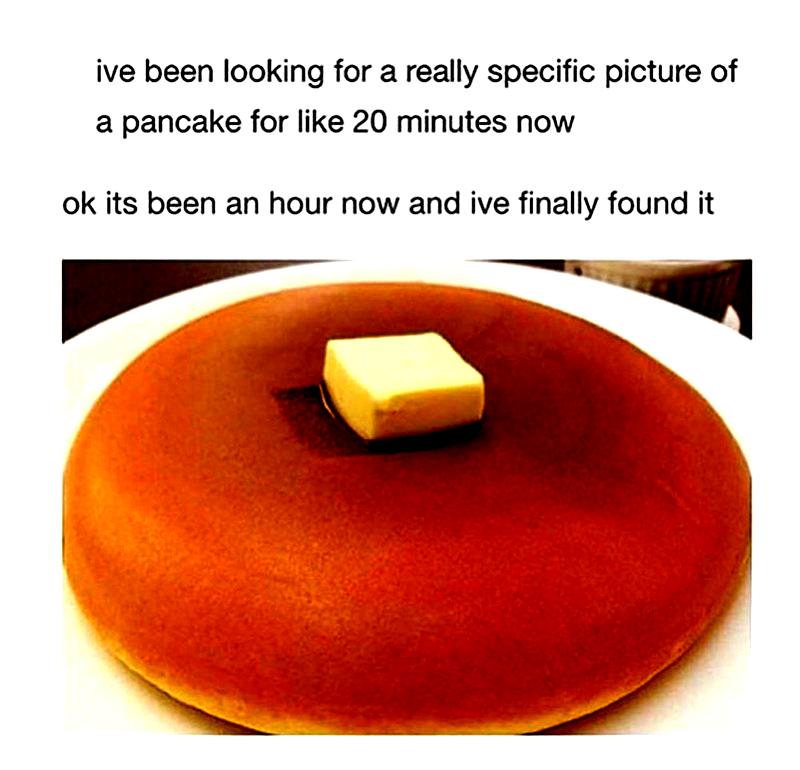 ive been looking for a really specific picture of
a pancake for like 20 minutes now
ok its been an hour now and ive finally found it